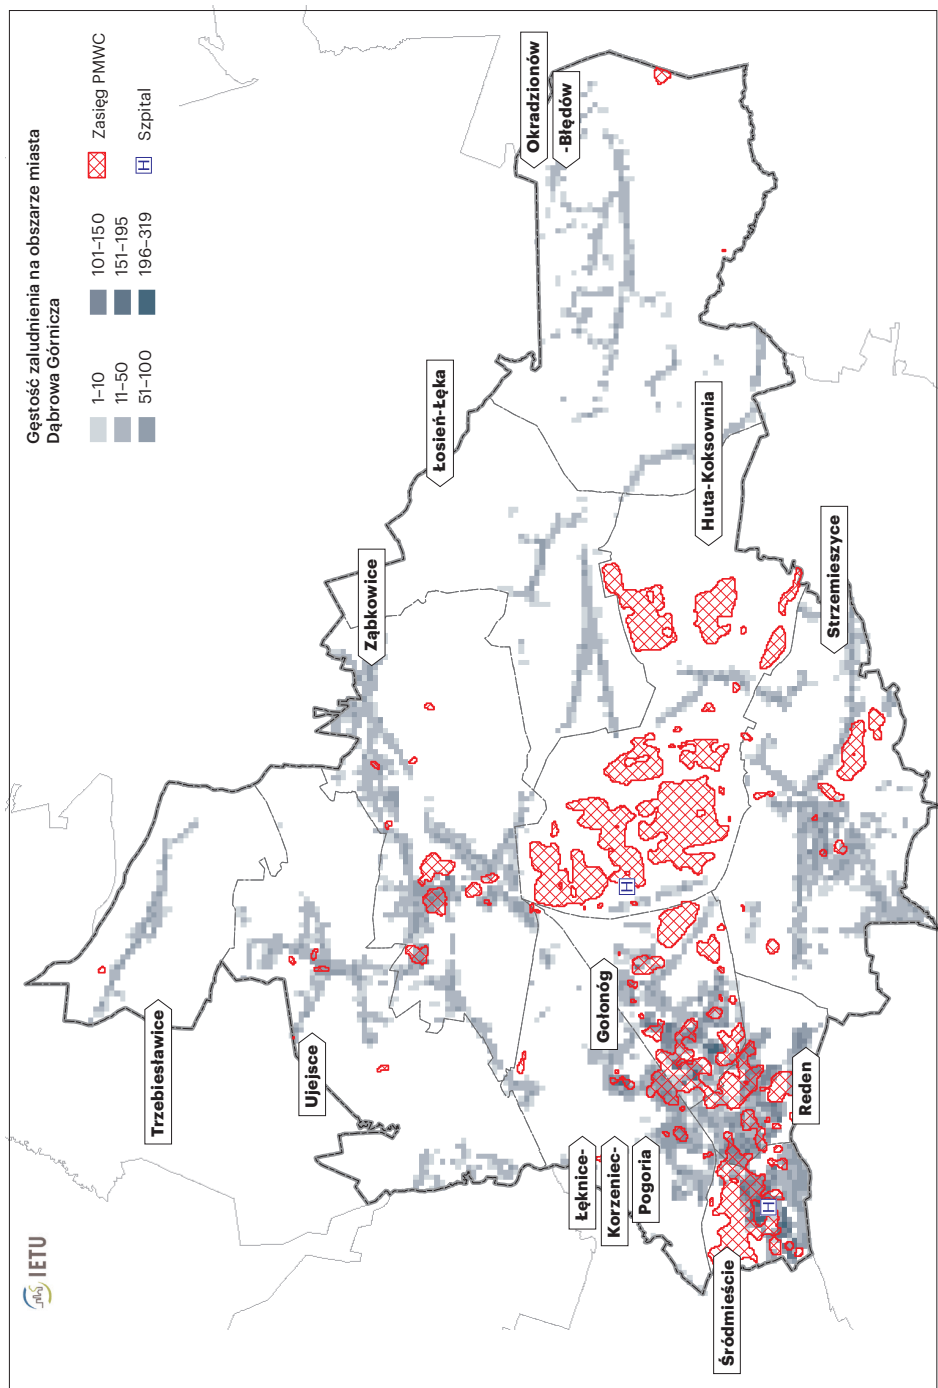 Gęstość zaludnienia na obszarze miasta
Dąbrowa Górnicza
1–10
11–50
51–100
101–150
151–195
196–319
Zasięg PMWC
H Szpital
IETU
Trzebiesławice
Ujejsce
Ząbkowice
Łosień-Łęka
Okradzionów
-Błędów
Łęknice-
Korzeniec-
Pogoria
Gołonóg
H
Huta-Koksownia
Śródmieście
H
Reden
Strzemieszyce